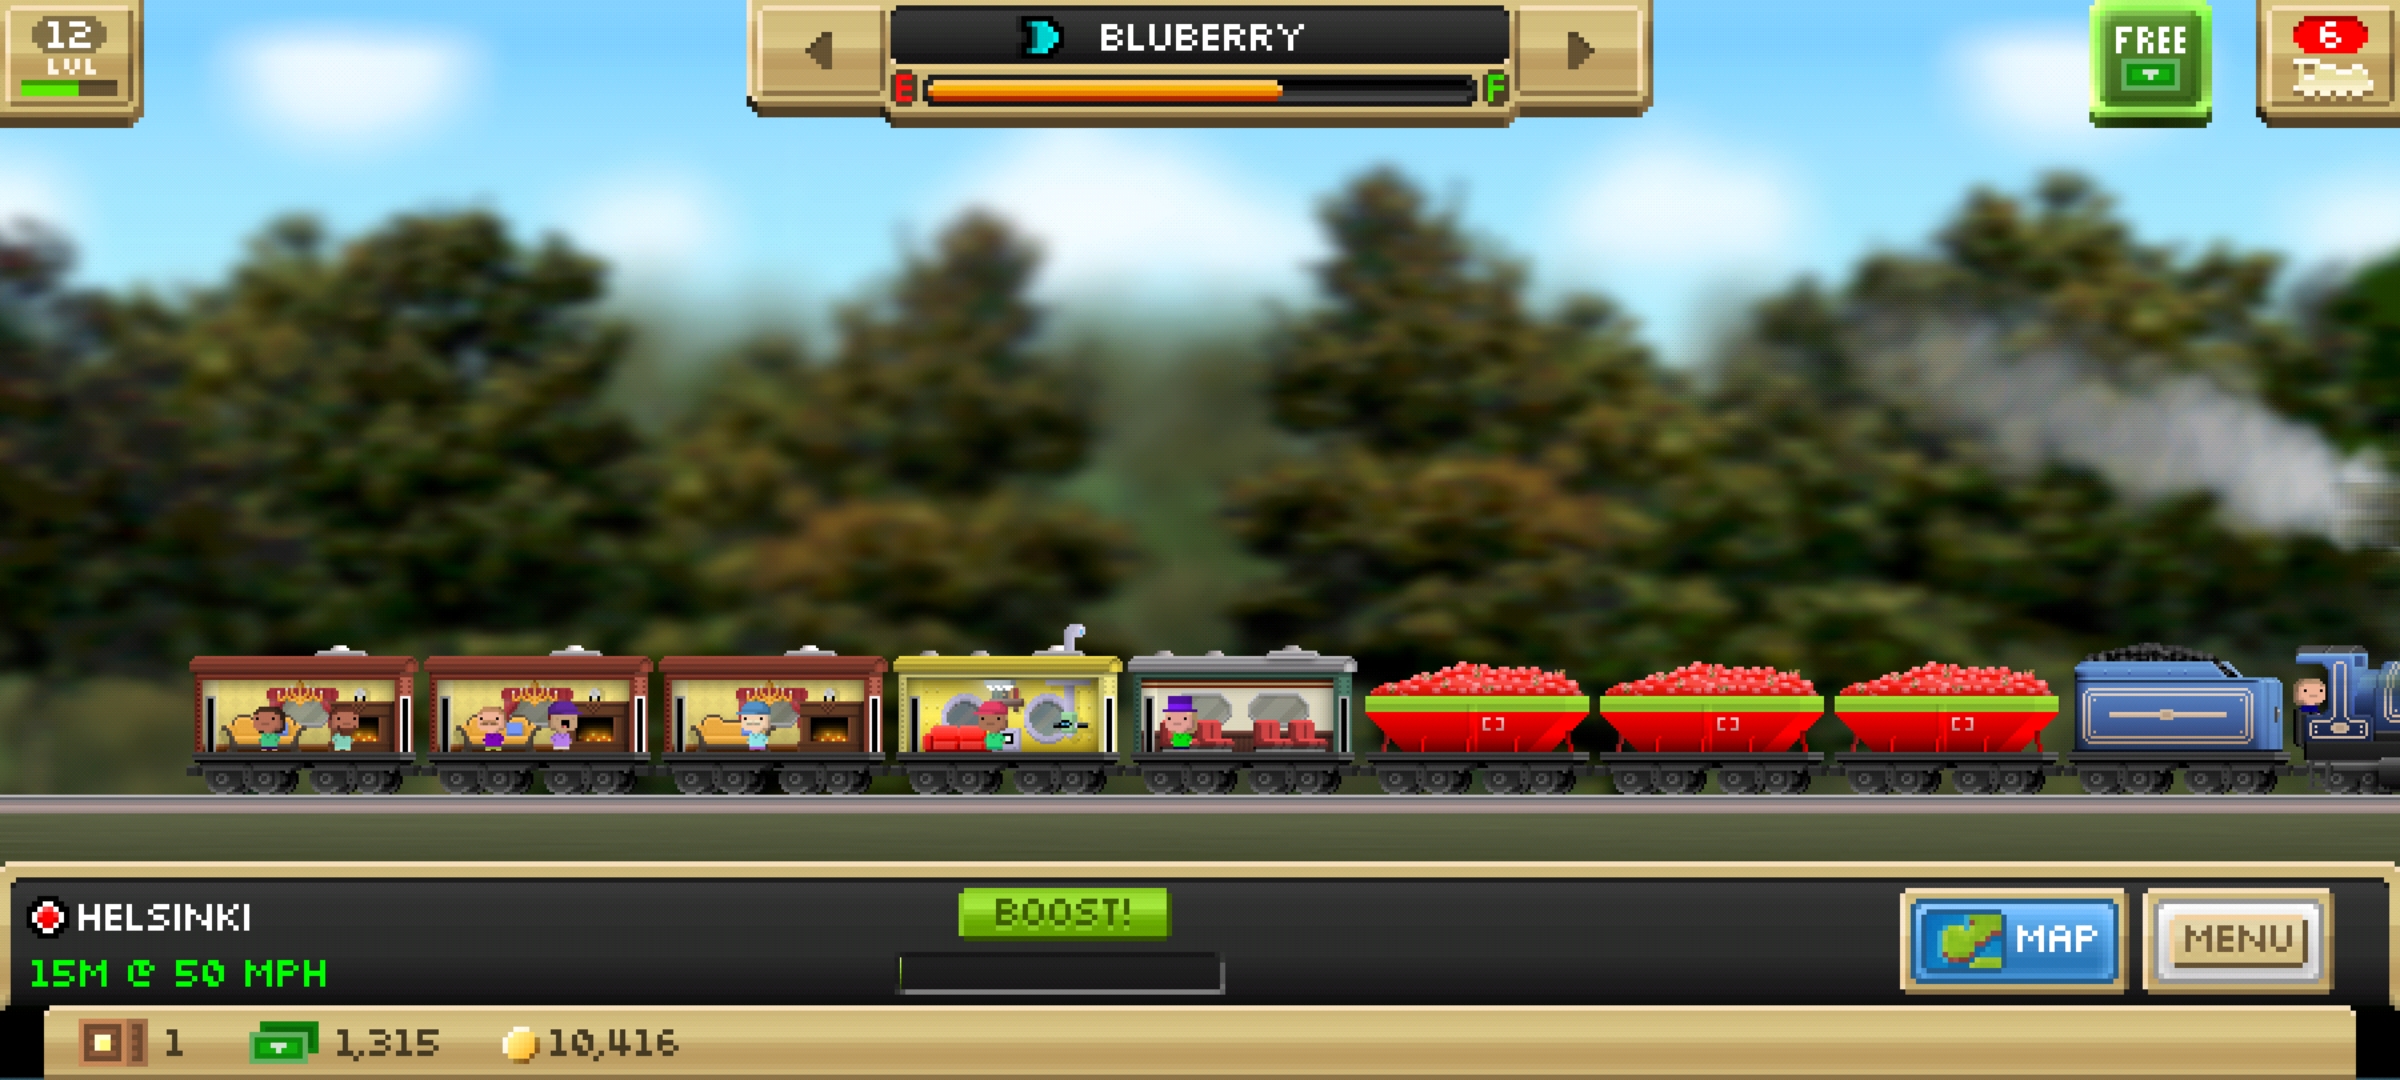 12
LVL
BLUBERRY
E F
FREE
6
HELSINKI
15M @ 50 MPH
BOOST!
MAP
MENU
1
1,315
10,416